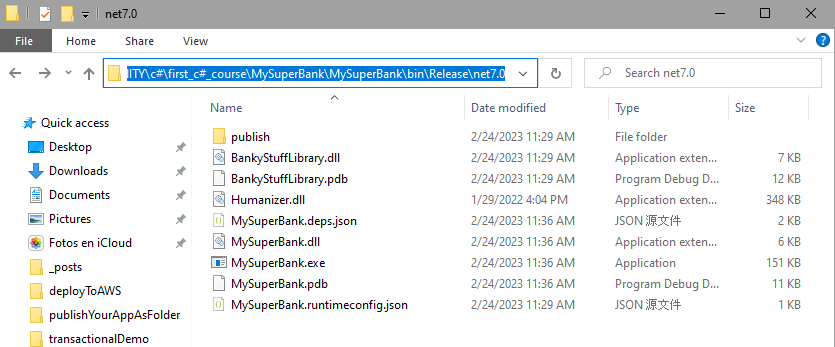 net7.0
File Home Share View
IITY\c#\first_c#_course\MySuperBank\MySuperBank\bin\Release\net7.0 Search net7.0
Name Date modified Type Size
Quick access
Desktop
Downloads
Documents
Pictures
Fotos en iCloud
_posts
deployToAWS
publishYourAppAsFolder
transactionalDemo
publish 2/24/2023 11:29 AM File folder
BankyStuffLibrary.dll 2/24/2023 11:29 AM Application exten... 7 KB
BankyStuffLibrary.pdb 2/24/2023 11:29 AM Program Debug D... 12 KB
Humanizer.dll 1/29/2022 4:04 PM Application exten... 348 KB
MySuperBank.deps.json 2/24/2023 11:36 AM JSON 源文件 2 KB
MySuperBank.dll 2/24/2023 11:36 AM Application exten... 6 KB
MySuperBank.exe 2/24/2023 11:36 AM Application 151 KB
MySuperBank.pdb 2/24/2023 11:36 AM Program Debug D... 11 KB
MySuperBank.runtimeconfig.json 2/24/2023 11:29 AM JSON 源文件 1 KB